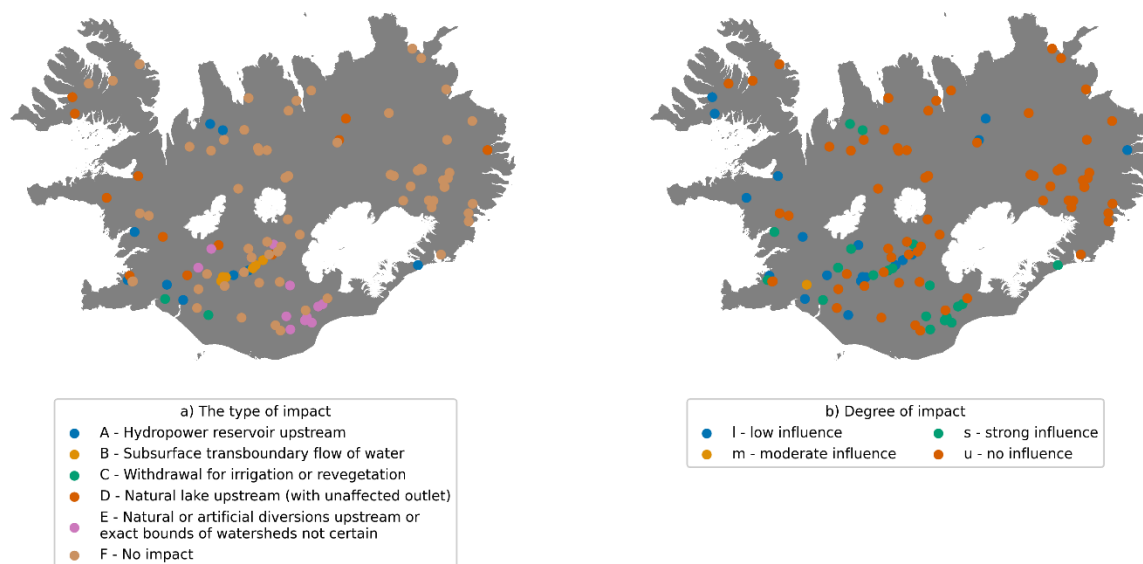 a) The type of impact
A - Hydropower reservoir upstream
B - Subsurface transboundary flow of water
C - Withdrawal for irrigation or revegetation
D - Natural lake upstream (with unaffected outlet)
E - Natural or artificial diversions upstream or
exact bounds of watersheds not certain
F - No impact
b) Degree of impact
l - low influence
m - moderate influence
s - strong influence
u - no influence